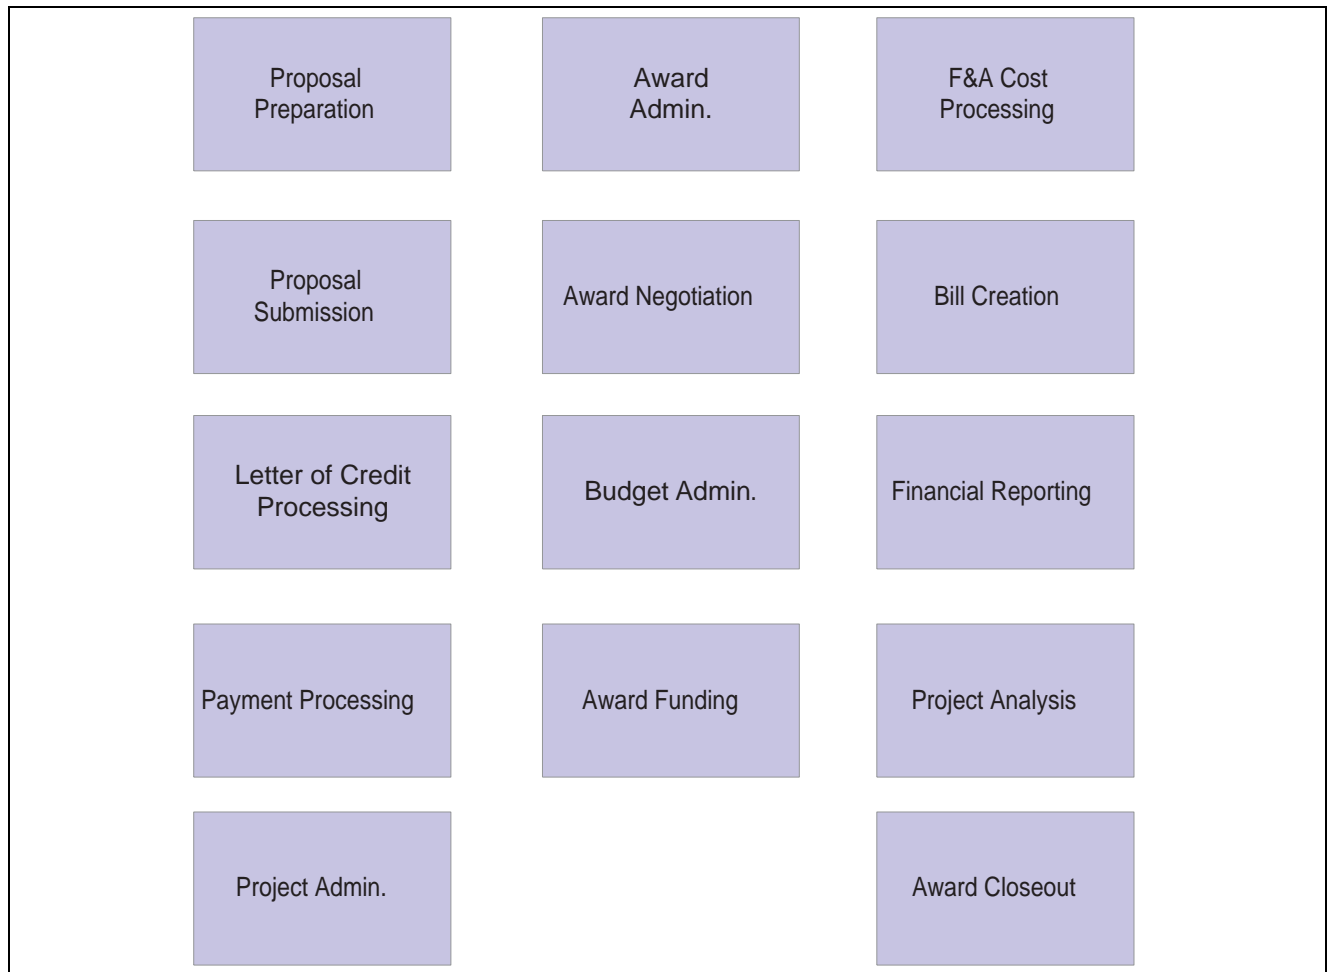 Proposal
Preparation
Award
Admin.
F&A Cost
Processing
Proposal
Submission
Award Negotiation
Bill Creation
Letter of Credit
Processing
Budget Admin.
Financial Reporting
Payment Processing
Award Funding
Project Analysis
Project Admin.
Award Closeout